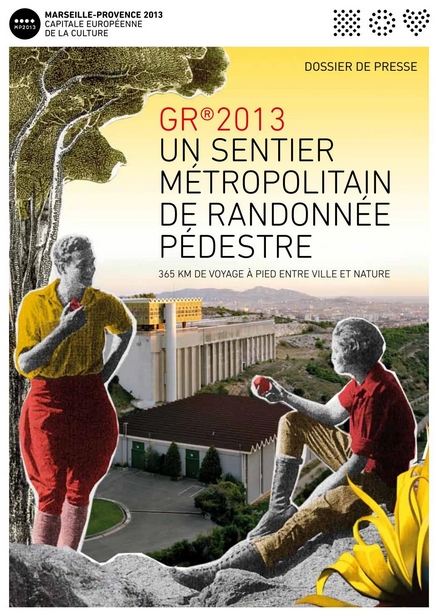 MP2013
MARSEILLE-PROVENCE 2013
CAPITALE EUROPÉENNE
DE LA CULTURE
DOSSIER DE PRESSE
GR®2013
UN SENTIER
MÉTROPOLITAIN
DE RANDONNÉE
PÉDESTRE
365 KM DE VOYAGE À PIED ENTRE VILLE ET NATURE